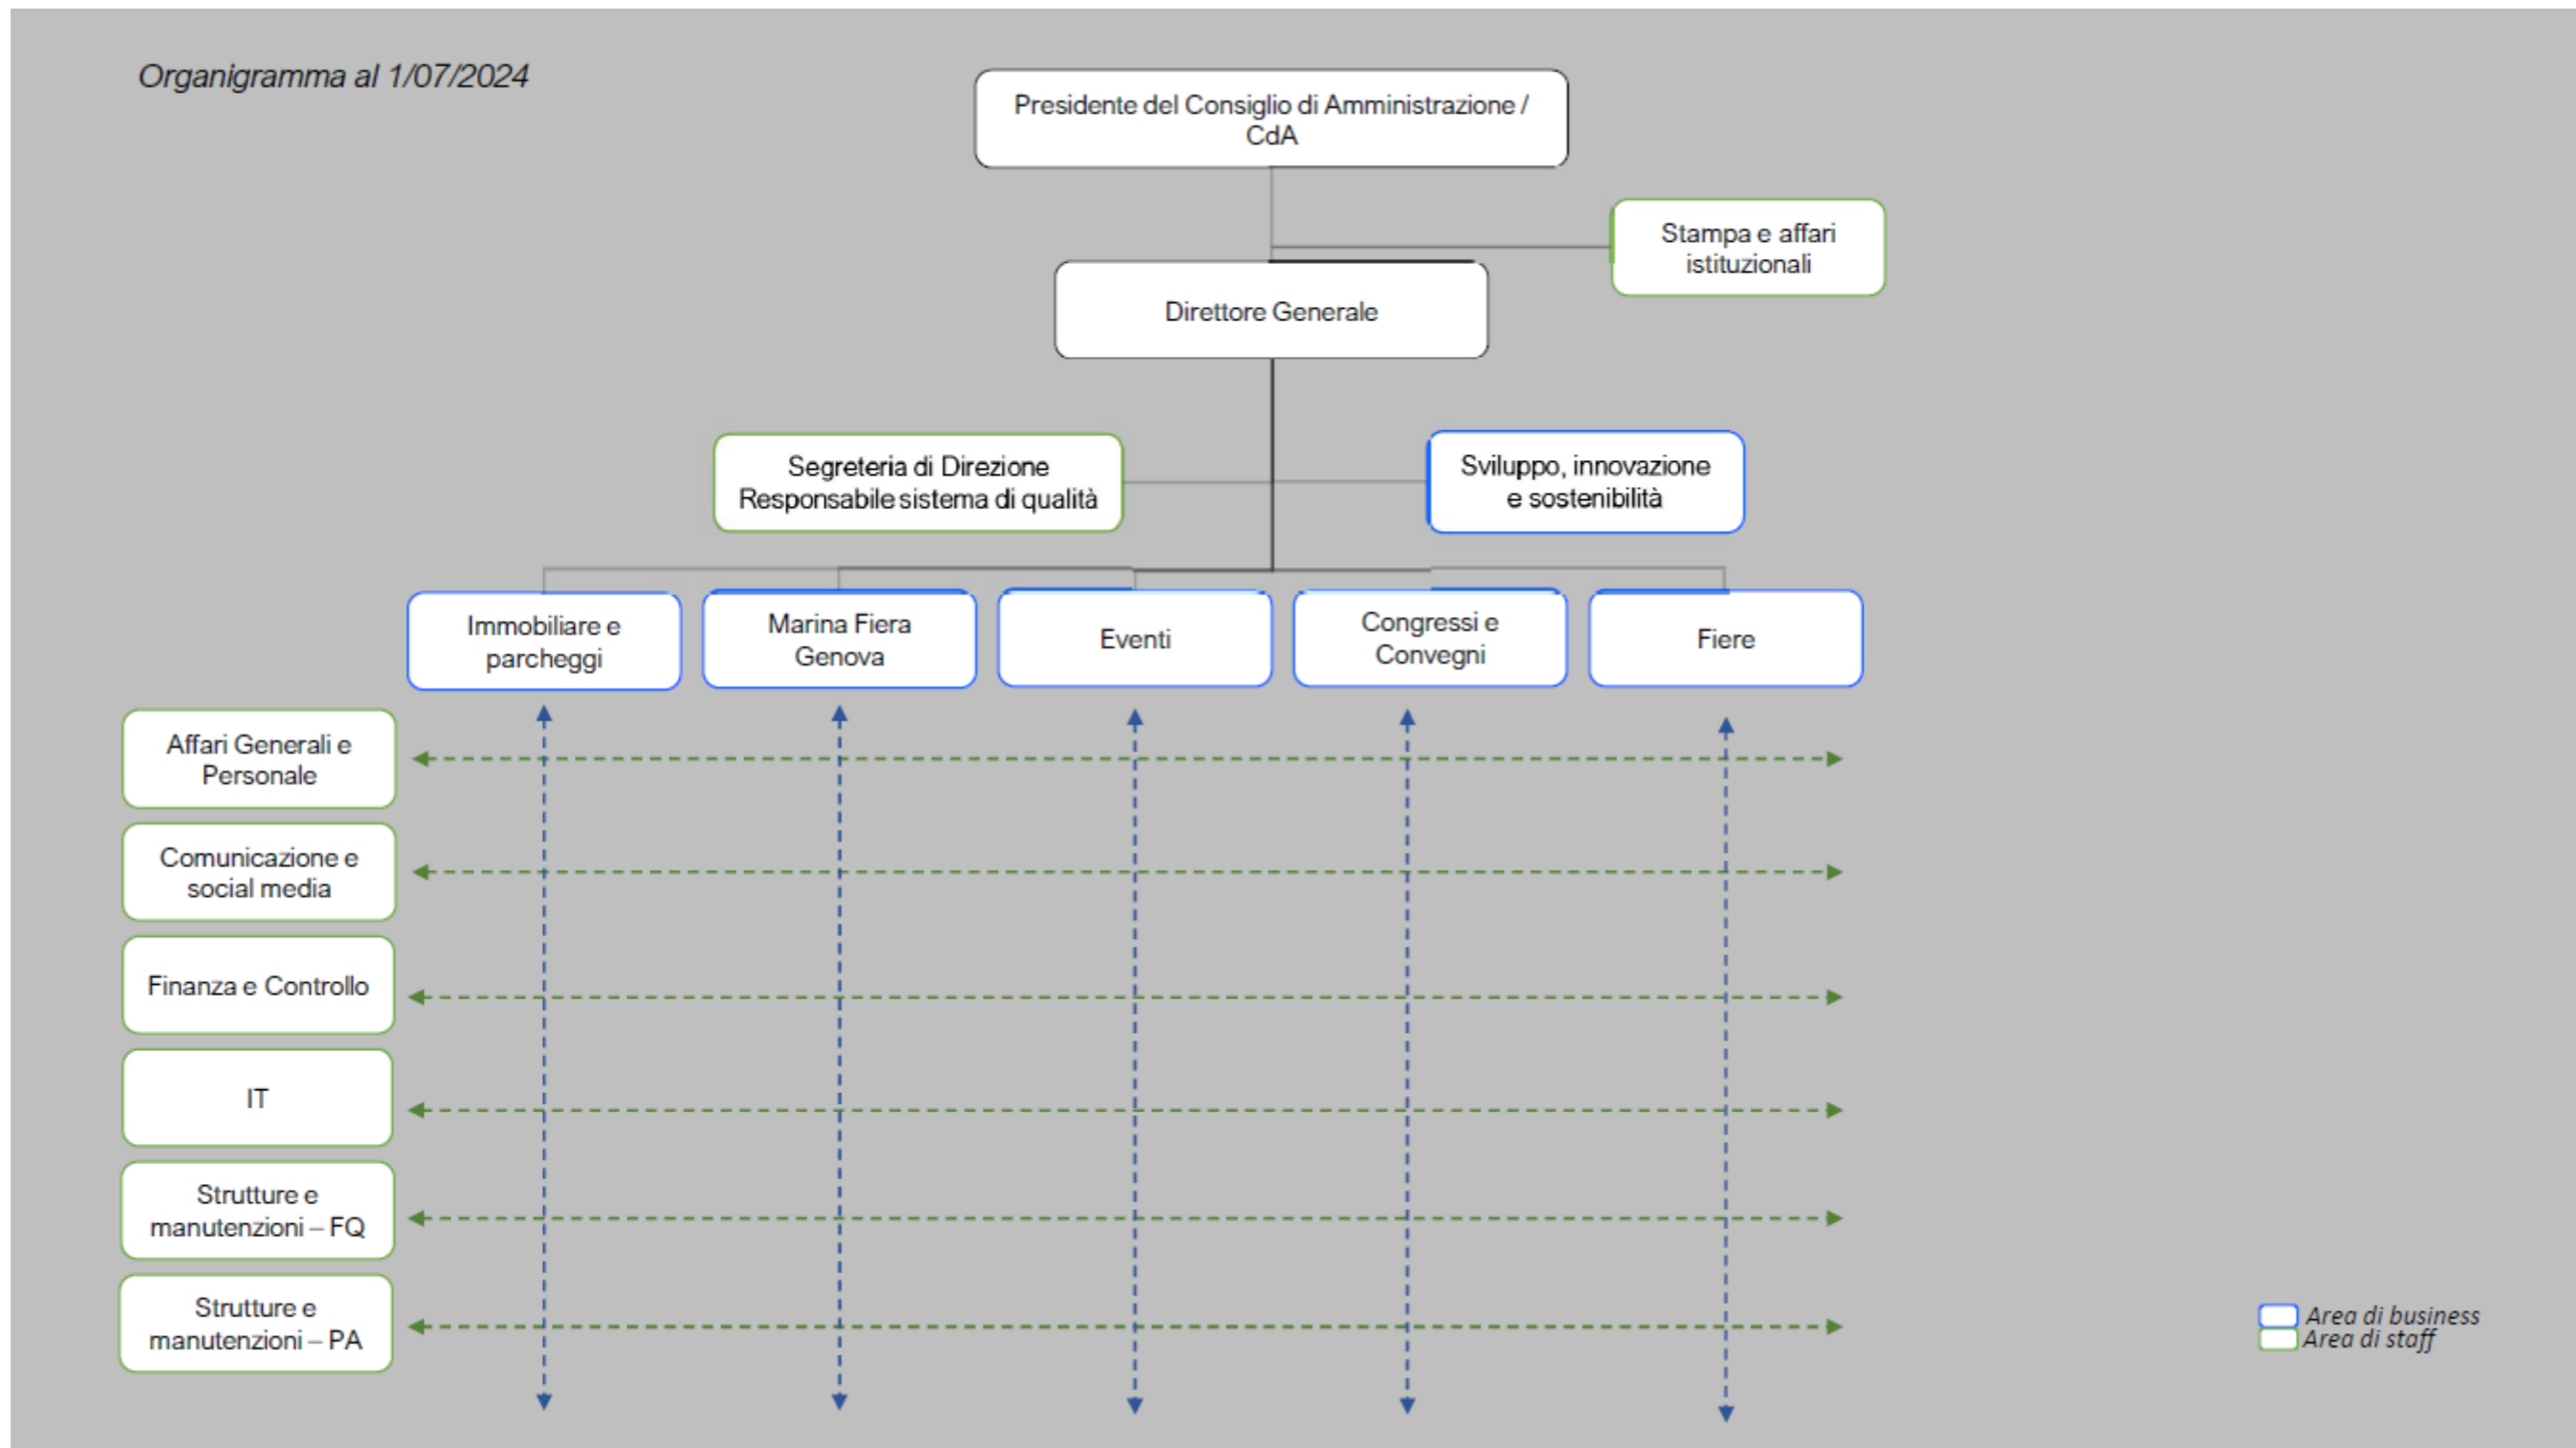 Organigramma al 1/07/2024
Presidente del Consiglio di Amministrazione /
CdA
Stampa e affari
istituzionali
Direttore Generale
Segreteria di Direzione
Responsabile sistema di qualità
Sviluppo, innovazione
e sostenibilità
Immobiliare e
parcheggi
Marina Fiera
Genova
Eventi
Congressi e
Convegni
Fiere
Affari Generali e
Personale
Comunicazione e
social media
Finanza e Controllo
IT
Strutture e
manutenzioni – FQ
Strutture e
manutenzioni – PA
Area di business
Area di staff